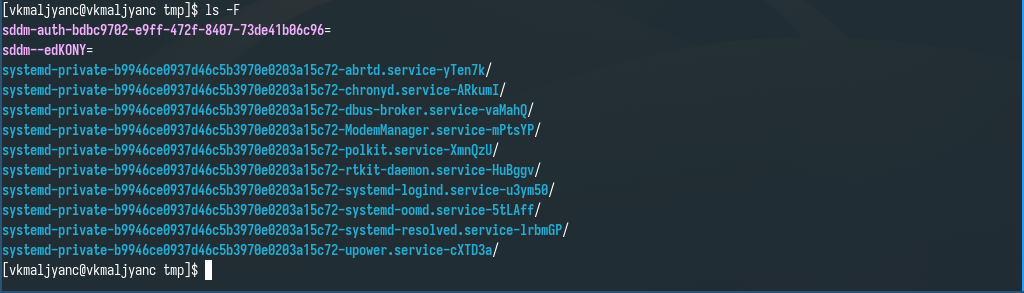 [vkmaljyanc@vkmaljyanc tmp]$ ls -F
sddm-auth-bdbc9702-e9ff-472f-8407-73de41b06c96=
sddm--edKONY=
systemd-private-b9946ce0937d46c5b3970e0203a15c72-abrtd.service-yTen7k/
systemd-private-b9946ce0937d46c5b3970e0203a15c72-chronyd.service-ARkumI/
systemd-private-b9946ce0937d46c5b3970e0203a15c72-dbus-broker.service-vaMahQ/
systemd-private-b9946ce0937d46c5b3970e0203a15c72-ModemManager.service-mPtsYP/
systemd-private-b9946ce0937d46c5b3970e0203a15c72-polkit.service-XmnQzU/
systemd-private-b9946ce0937d46c5b3970e0203a15c72-rtkit-daemon.service-HuBggv/
systemd-private-b9946ce0937d46c5b3970e0203a15c72-systemd-logind.service-u3ym50/
systemd-private-b9946ce0937d46c5b3970e0203a15c72-systemd-oomd.service-5tLAff/
systemd-private-b9946ce0937d46c5b3970e0203a15c72-systemd-resolved.service-lrbmGP/
systemd-private-b9946ce0937d46c5b3970e0203a15c72-upower.service-cXTD3a/
[vkmaljyanc@vkmaljyanc tmp]$